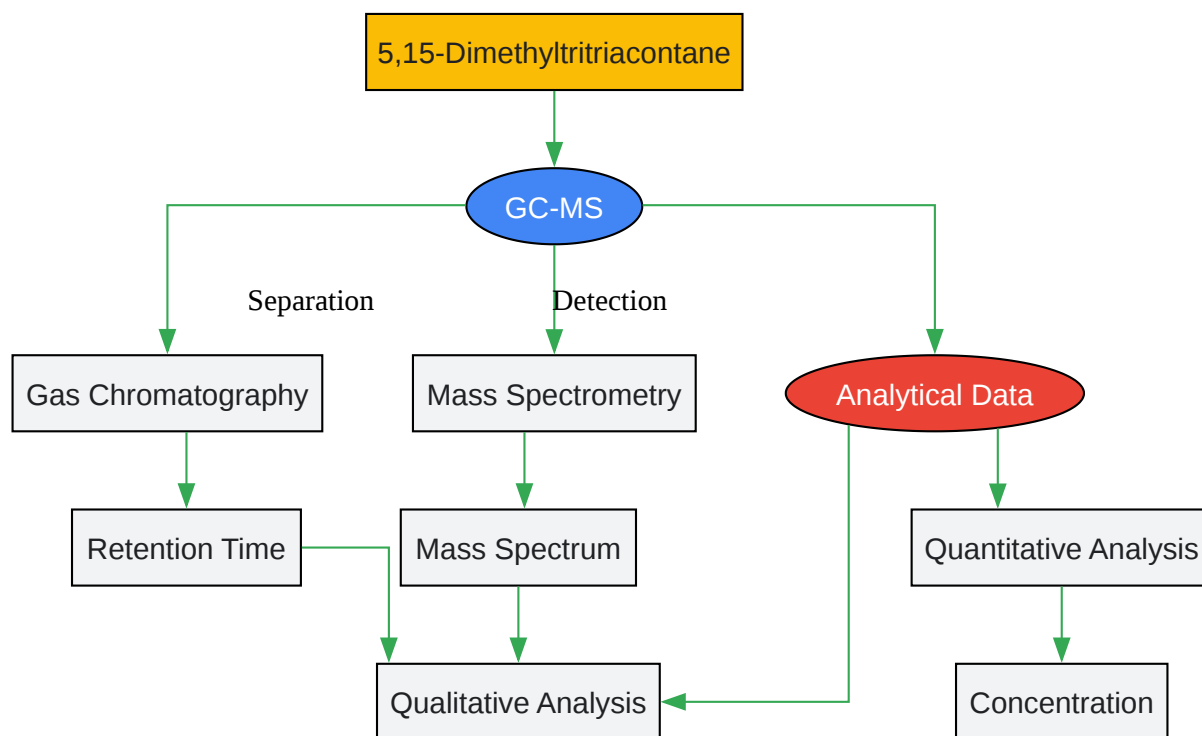 5,15-Dimethyltritriacontane
GC-MS
Separation
Detection
Gas Chromatography
Mass Spectrometry
Analytical Data
Retention Time
Mass Spectrum
Quantitative Analysis
Qualitative Analysis
Concentration